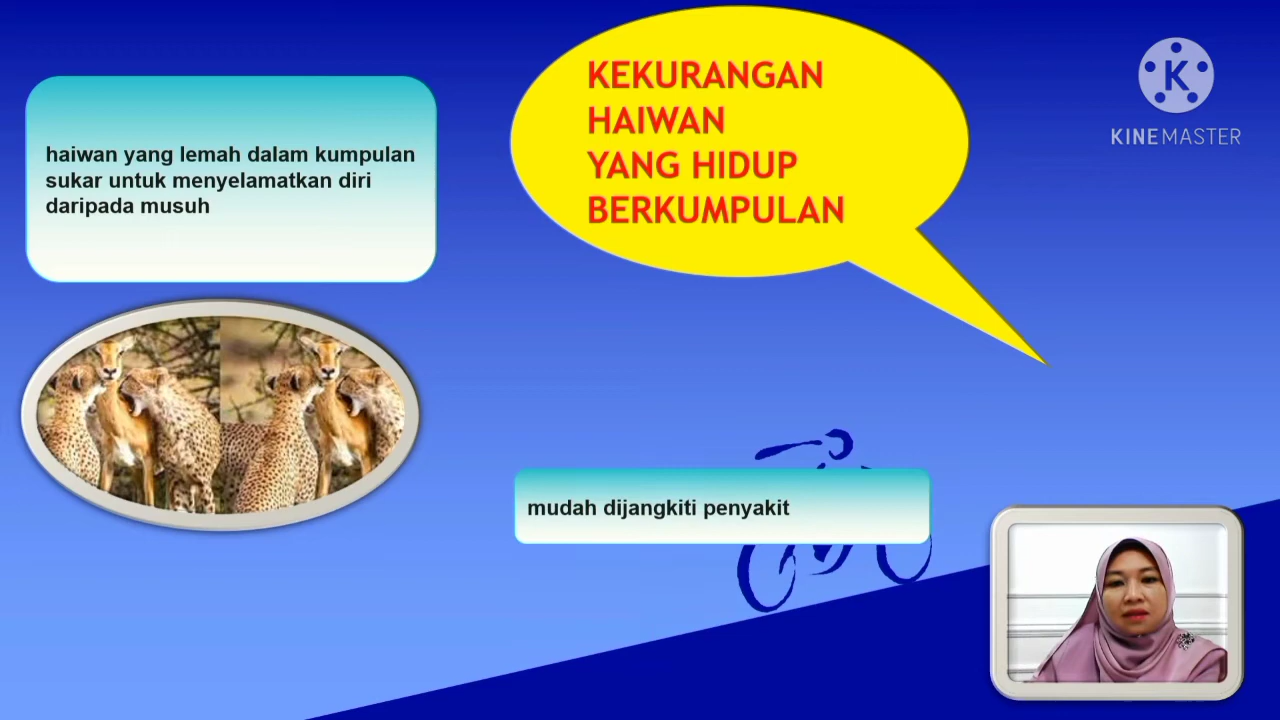 KEKURANGAN
HAIWAN
YANG HIDUP
BERKUMPULAN
haiwan yang lemah dalam kumpulan
sukar untuk menyelamatkan diri
daripada musuh
mudah dijangkiti penyakit
K
KINEMASTER